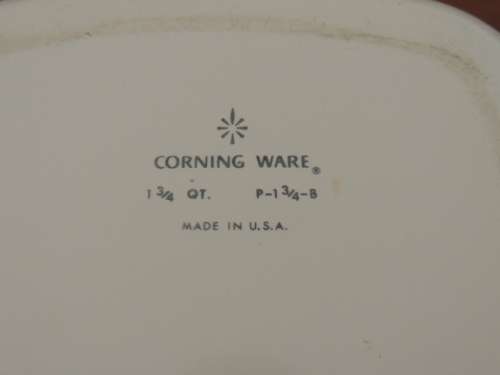 CORNING WARE®
1 3/4 QT. P-1 3/4-B
MADE IN U.S.A.